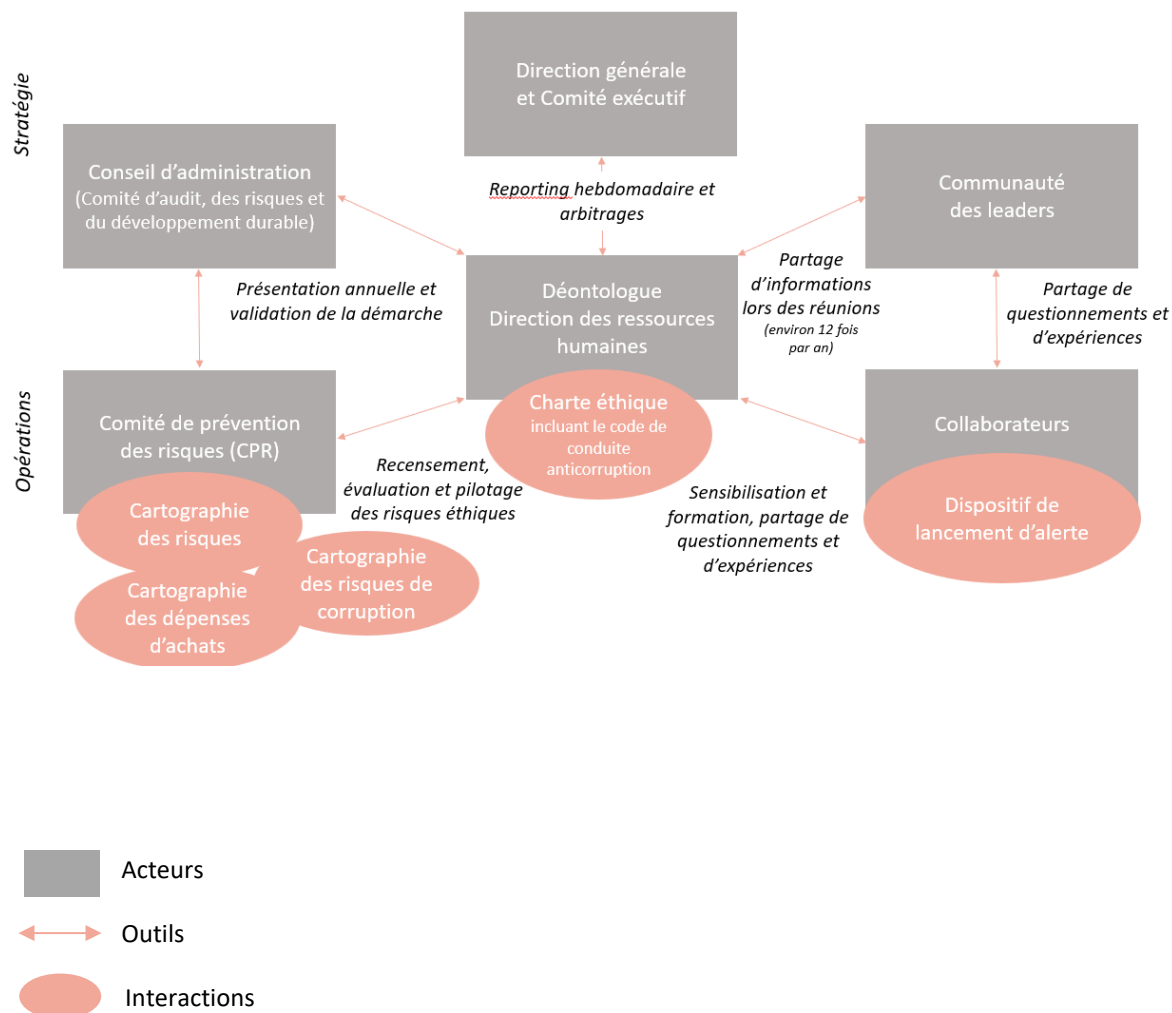 Stratégie
Direction générale
et Comité exécutif
Conseil d’administration
(Comité d’audit, des risques et
du développement durable)
Communauté
des leaders
Reporting hebdomadaire et
arbitrages
Présentation annuelle et
validation de la démarche
Déontologue
Direction des ressources
humaines
Partage
d’informations
lors des réunions
(environ 12 fois
par an)
Partage de
questionnements et
d’expériences
Opérations
Comité de prévention
des risques (CPR)
Charte éthique
incluant le code de
conduite
anticorruption
Collaborateurs
Recensement,
évaluation et pilotage
des risques éthiques
Sensibilisation et
formation, partage de
questionnements et
d’expériences
Dispositif de
lancement d’alerte
Cartographie
des risques
Cartographie
des risques de
corruption
Cartographie
des dépenses
d’achats
Acteurs
Outils
Interactions